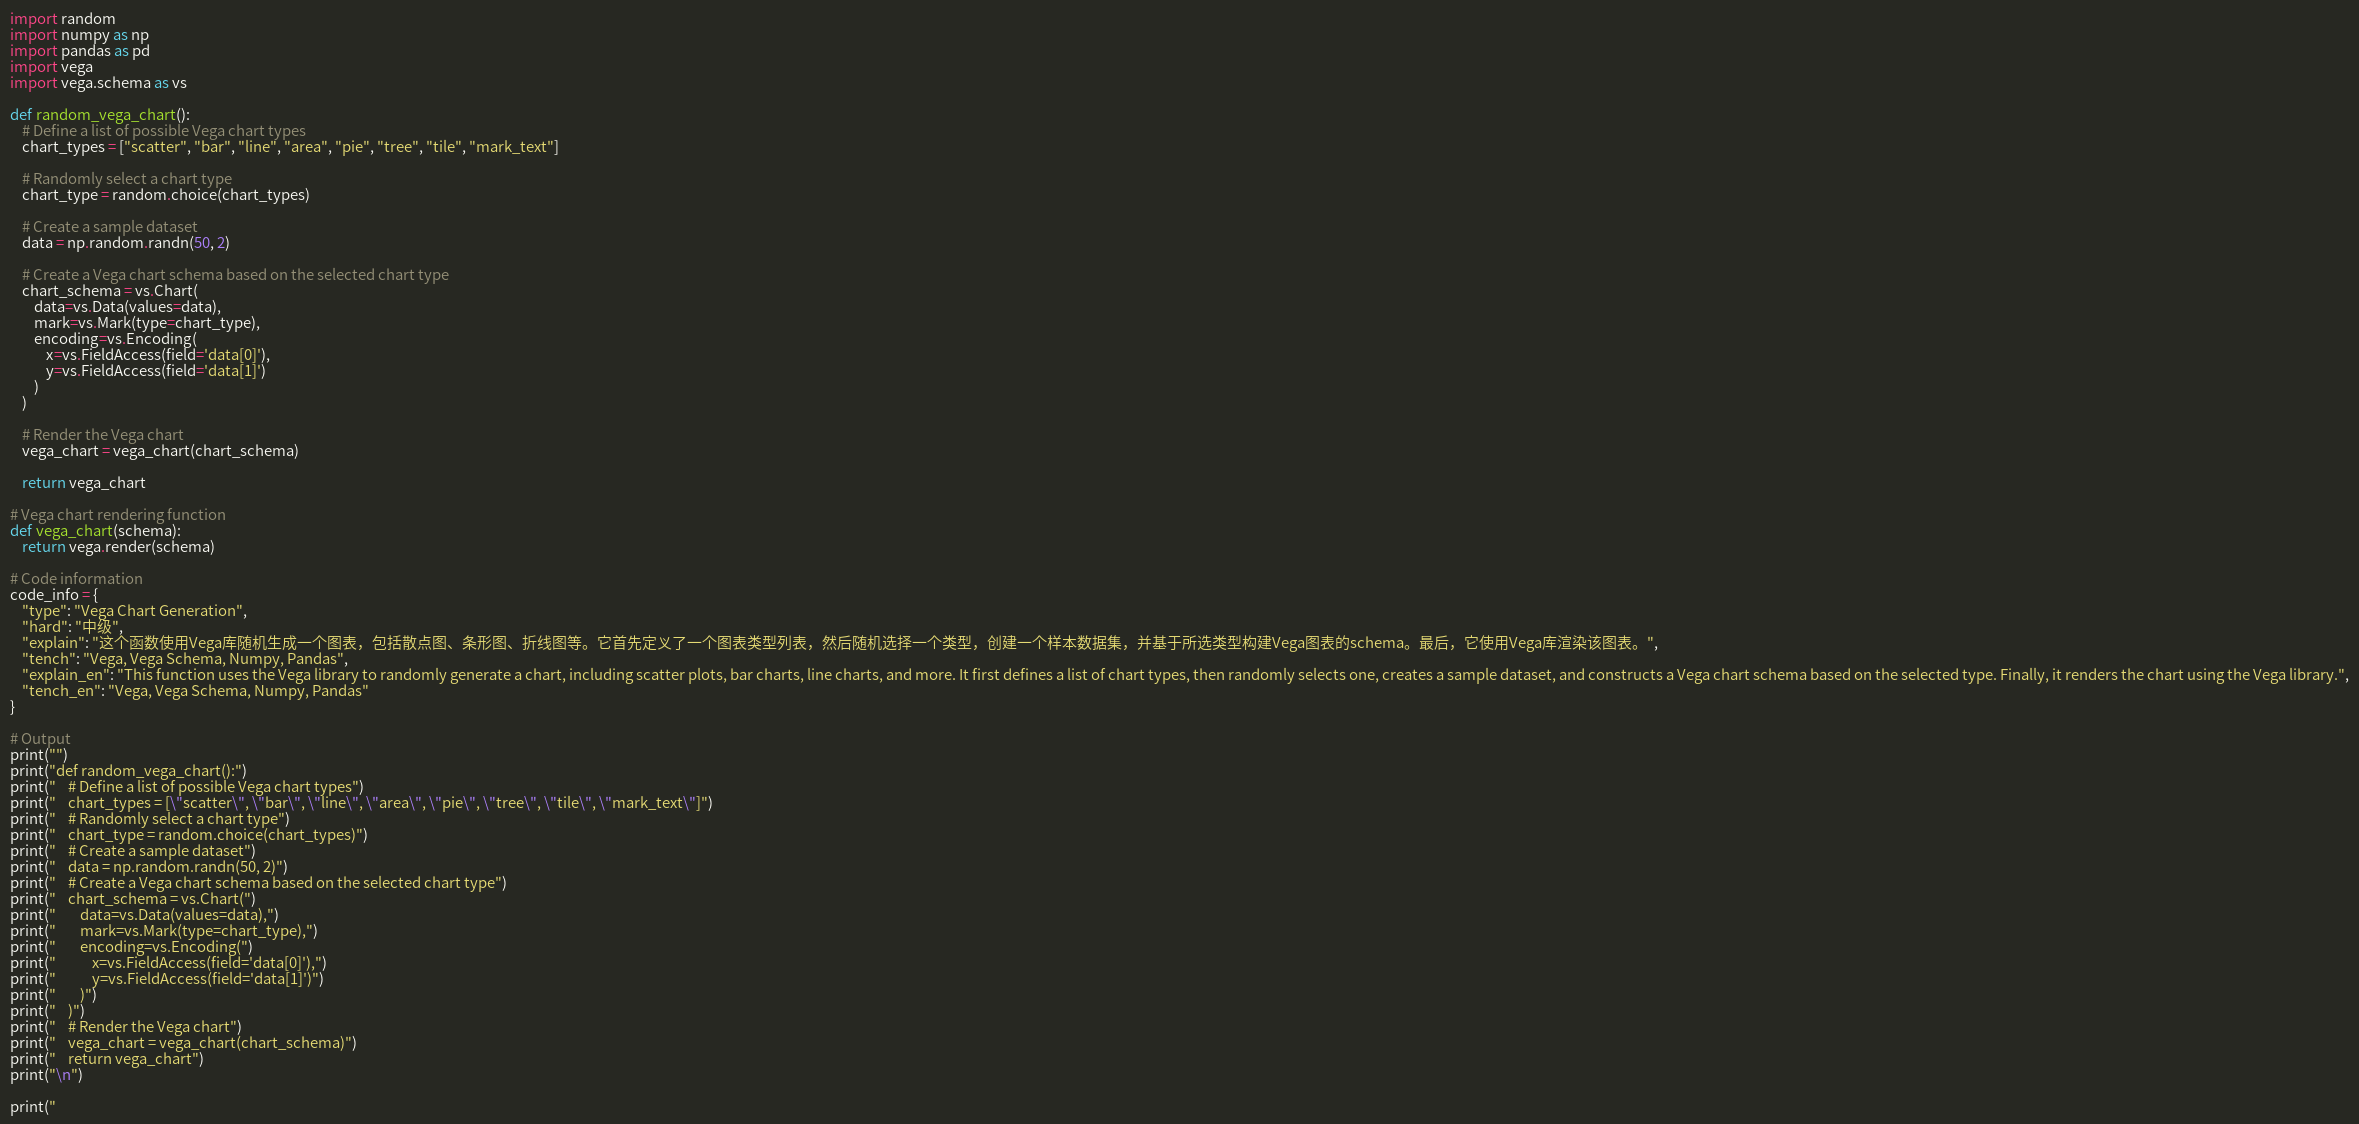 import random
import numpy as np
import pandas as pd
import vega
import vega.schema as vs

def random_vega_chart():
    # Define a list of possible Vega chart types
    chart_types = ["scatter", "bar", "line", "area", "pie", "tree", "tile", "mark_text"]

    # Randomly select a chart type
    chart_type = random.choice(chart_types)

    # Create a sample dataset
    data = np.random.randn(50, 2)

    # Create a Vega chart schema based on the selected chart type
    chart_schema = vs.Chart(
        data=vs.Data(values=data),
        mark=vs.Mark(type=chart_type),
        encoding=vs.Encoding(
            x=vs.FieldAccess(field='data[0]'),
            y=vs.FieldAccess(field='data[1]')
        )
    )

    # Render the Vega chart
    vega_chart = vega_chart(chart_schema)

    return vega_chart

# Vega chart rendering function
def vega_chart(schema):
    return vega.render(schema)

# Code information
code_info = {
    "type": "Vega Chart Generation",
    "hard": "中级",
    "explain": "这个函数使用Vega库随机生成一个图表，包括散点图、条形图、折线图等。它首先定义了一个图表类型列表，然后随机选择一个类型，创建一个样本数据集，并基于所选类型构建Vega图表的schema。最后，它使用Vega库渲染该图表。",
    "tench": "Vega, Vega Schema, Numpy, Pandas",
    "explain_en": "This function uses the Vega library to randomly generate a chart, including scatter plots, bar charts, line charts, and more. It first defines a list of chart types, then randomly selects one, creates a sample dataset, and constructs a Vega chart schema based on the selected type. Finally, it renders the chart using the Vega library.",
    "tench_en": "Vega, Vega Schema, Numpy, Pandas"
}

# Output
print("")
print("def random_vega_chart():")
print("    # Define a list of possible Vega chart types")
print("    chart_types = [\"scatter\", \"bar\", \"line\", \"area\", \"pie\", \"tree\", \"tile\", \"mark_text\"]")
print("    # Randomly select a chart type")
print("    chart_type = random.choice(chart_types)")
print("    # Create a sample dataset")
print("    data = np.random.randn(50, 2)")
print("    # Create a Vega chart schema based on the selected chart type")
print("    chart_schema = vs.Chart(")
print("        data=vs.Data(values=data),")
print("        mark=vs.Mark(type=chart_type),")
print("        encoding=vs.Encoding(")
print("            x=vs.FieldAccess(field='data[0]'),")
print("            y=vs.FieldAccess(field='data[1]')")
print("        )")
print("    )")
print("    # Render the Vega chart")
print("    vega_chart = vega_chart(chart_schema)")
print("    return vega_chart")
print("\n")

print("